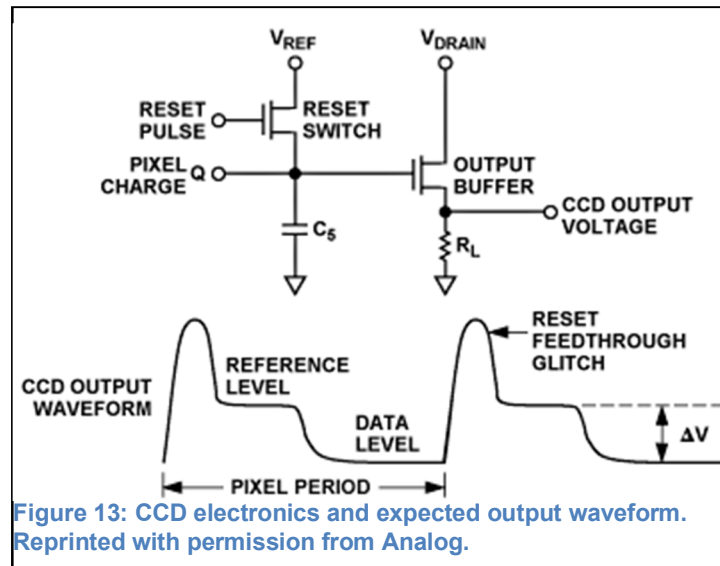 VREF
VDRAIN
RESET
PULSE
RESET
SWITCH
PIXEL
CHARGE
Q
OUTPUT
BUFFER
CCD OUTPUT
VOLTAGE
C5
RL
RESET
FEEDTHROUGH
GLITCH
REFERENCE
LEVEL
CCD OUTPUT
WAVEFORM
DATA
LEVEL
ΔV
PIXEL PERIOD
Figure 13: CCD electronics and expected output waveform.
Reprinted with permission from Analog.